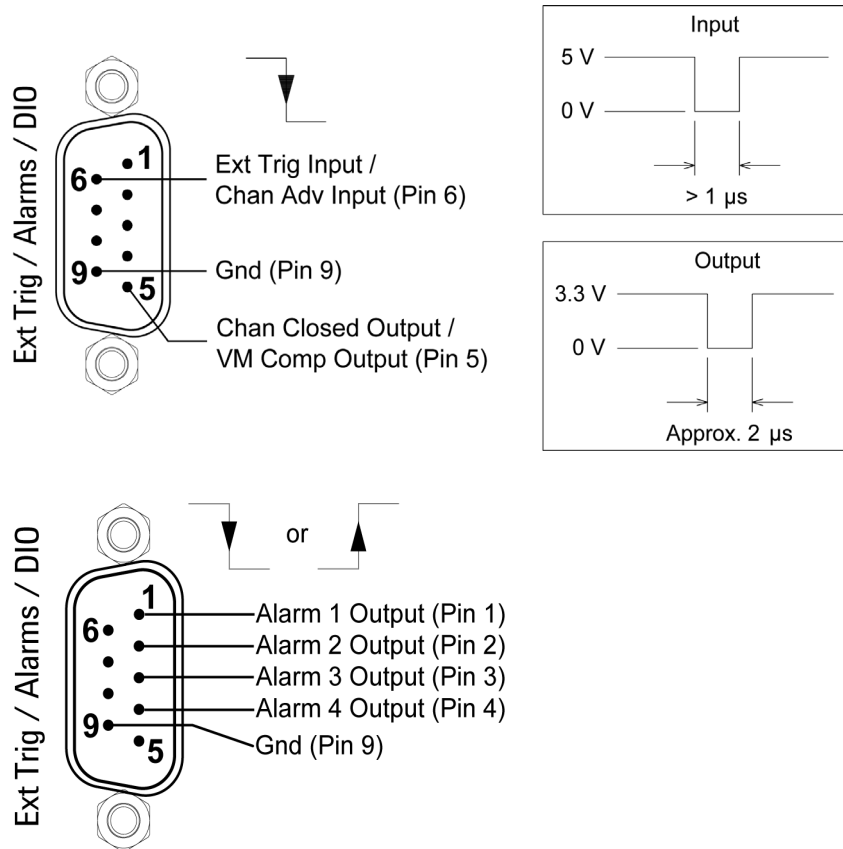 Ext Trig / Alarms / DIO
1
6
9
5
Ext Trig Input /
Chan Adv Input (Pin 6)
Gnd (Pin 9)
Chan Closed Output /
VM Comp Output (Pin 5)
Input
5 V
0 V
> 1 µs
Output
3.3 V
0 V
Approx. 2 µs
Ext Trig / Alarms / DIO
or
1
6
9
5
Alarm 1 Output (Pin 1)
Alarm 2 Output (Pin 2)
Alarm 3 Output (Pin 3)
Alarm 4 Output (Pin 4)
Gnd (Pin 9)